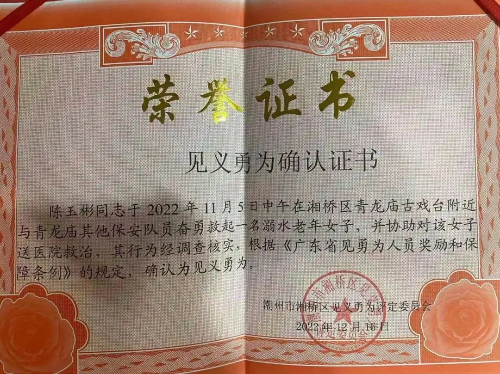 荣誉证书
见义勇为确认证书
陈玉彬同志于2022年11月5日中午在湘桥区青龙庙古戏台附近
与青龙庙其他保安队员奋勇救起一名溺水老年女子，并协助对该女子
送医院救治，其行为经调查核实，根据《广东省见义勇为人员奖励和保
障条例》的规定，确认为见义勇为。
潮州市湘桥区见义勇为评定委员会
2022年12月16日